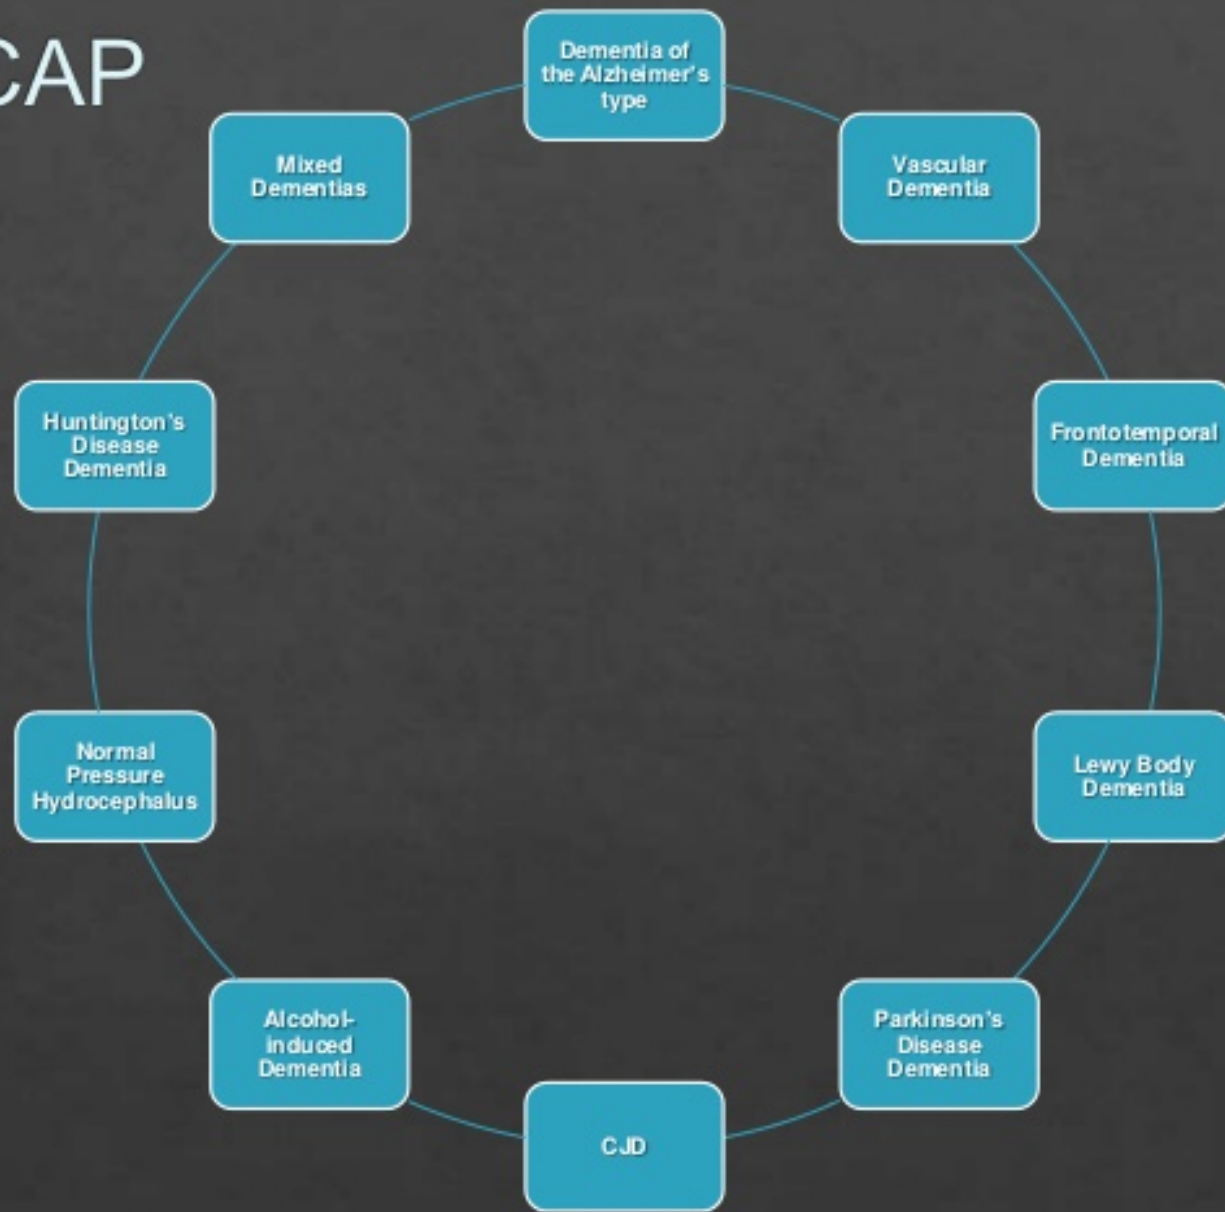 CAP
Dementia of
the Alzheimer's
type
Vascular
Dementia
Frontotemporal
Dementia
Lewy Body
Dementia
Parkinson's
Disease
Dementia
CJD
Alcohol-
induced
Dementia
Normal
Pressure
Hydrocephalus
Huntington's
Disease
Dementia
Mixed
Dementias